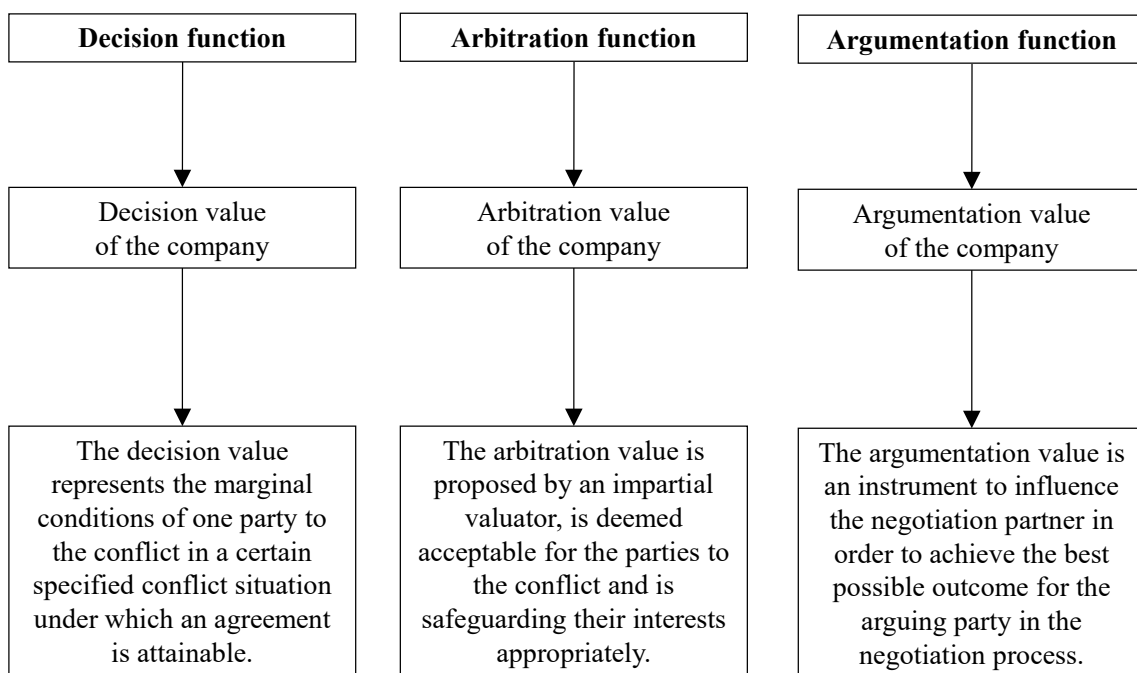 Decision function
Arbitration function
Argumentation function
Decision value
of the company
Arbitration value
of the company
Argumentation value
of the company
The decision value
represents the marginal
conditions of one party to
the conflict in a certain
specified conflict situation
under which an agreement
is attainable.
The arbitration value is
proposed by an impartial
valuator, is deemed
acceptable for the parties to
the conflict and is
safeguarding their interests
appropriately.
The argumentation value is
an instrument to influence
the negotiation partner in
order to achieve the best
possible outcome for the
arguing party in the
negotiation process.